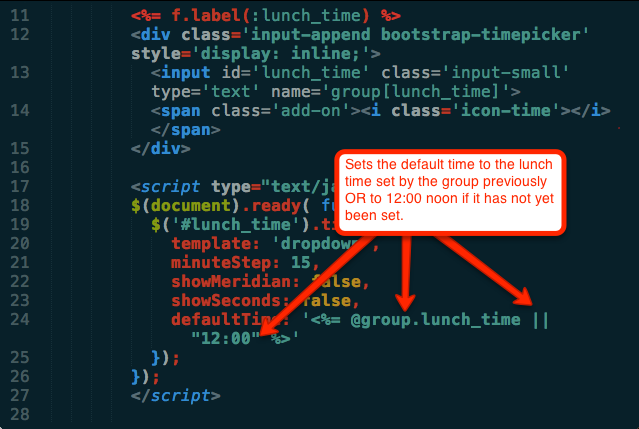 11 <%= f.label(:lunch_time) %>
12 <div class='input-append bootstrap-timepicker'
style='display: inline;'>
13 <input id='lunch_time' class='input-small'
type='text' name='group[lunch_time]'>
14 <span class='add-on'><i class='icon-time'></i>
</span>
15 </div>
16
Sets the default time to the lunch
time set by the group previously
OR to 12:00 noon if it has not yet
been set.
17 <script type="text/ja
18 $(document).ready( fu
19 $('#lunch_time').ti
20 template: 'dropdown',
21 minuteStep: 15,
22 showMeridian: false,
23 showSeconds: false,
24 defaultTime: '<%= @group.lunch_time ||
"12:00" %>'
25 });
26 });
27 </script>
28